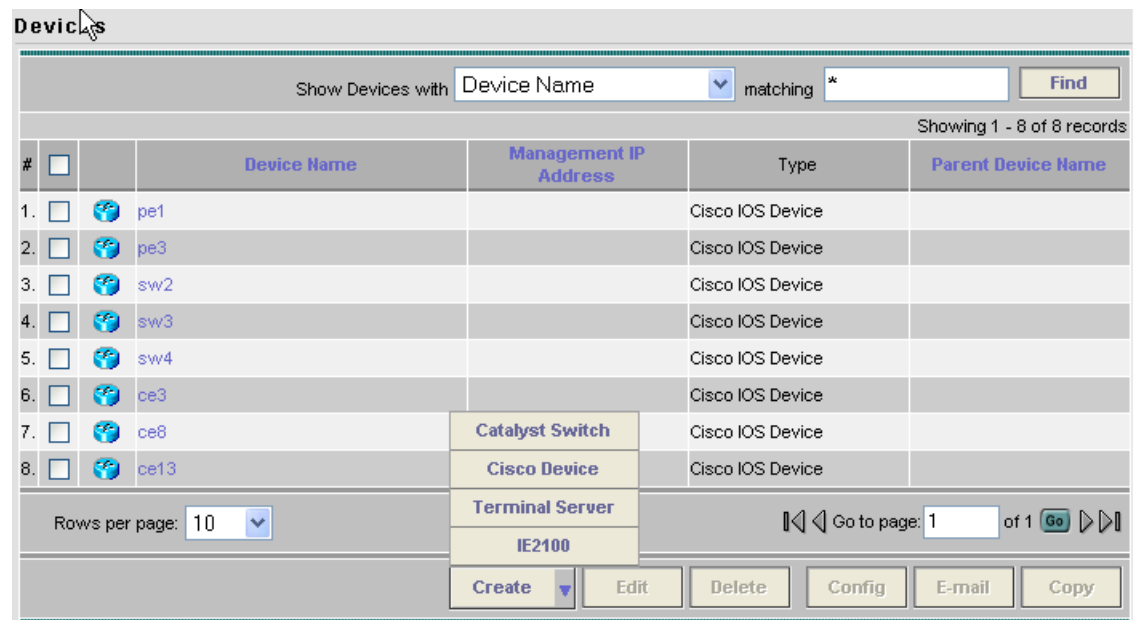 Devices
Show Devices with Device Name matching * Find
Showing 1 - 8 of 8 records
# Device Name Management IP Address Type Parent Device Name
1. pe1 Cisco IOS Device
2. pe3 Cisco IOS Device
3. sw2 Cisco IOS Device
4. sw3 Cisco IOS Device
5. sw4 Cisco IOS Device
6. ce3 Cisco IOS Device
7. ce8 Cisco IOS Device
8. ce13 Cisco IOS Device
Catalyst Switch
Cisco Device
Terminal Server
IE2100
Rows per page: 10 Go to page: 1 of 1 Go
Create Edit Delete Config E-mail Copy